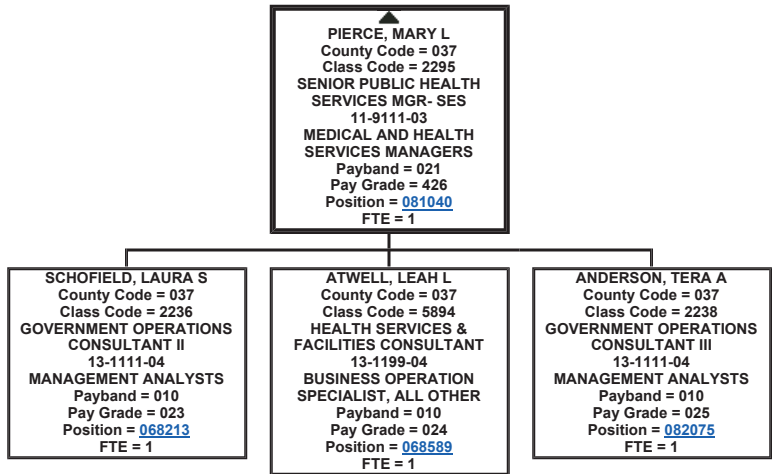 PIERCE, MARY L
County Code = 037
Class Code = 2295
SENIOR PUBLIC HEALTH
SERVICES MGR- SES
11-9111-03
MEDICAL AND HEALTH
SERVICES MANAGERS
Payband = 021
Pay Grade = 426
Position = 081040
FTE = 1
SCHOFIELD, LAURA S
County Code = 037
Class Code = 2236
GOVERNMENT OPERATIONS
CONSULTANT II
13-1111-04
MANAGEMENT ANALYSTS
Payband = 010
Pay Grade = 023
Position = 068213
FTE = 1
ATWELL, LEAH L
County Code = 037
Class Code = 5894
HEALTH SERVICES &
FACILITIES CONSULTANT
13-1199-04
BUSINESS OPERATION
SPECIALIST, ALL OTHER
Payband = 010
Pay Grade = 024
Position = 068589
FTE = 1
ANDERSON, TERA A
County Code = 037
Class Code = 2238
GOVERNMENT OPERATIONS
CONSULTANT III
13-1111-04
MANAGEMENT ANALYSTS
Payband = 010
Pay Grade = 025
Position = 082075
FTE = 1